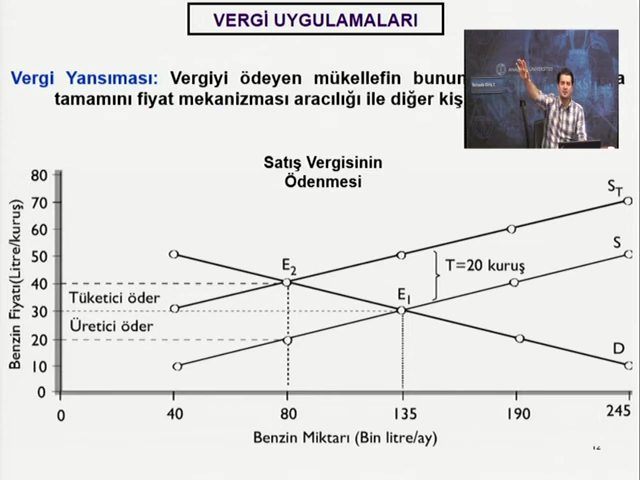 VERGİ UYGULAMALARI
Vergi Yansıması: Vergiyi ödeyen mükellefin bunun a
tamamını fiyat mekanizması aracılığı ile diğer kiş
Satış Vergisinin
Ödenmesi
Benzin Fiyatı(Litre/kuruş)
80
70
60
50
40
30
20
10
0
S_T
S
D
E2
E1
T=20 kuruş
Tüketici öder
Üretici öder
0 40 80 135 190 245
Benzin Miktarı (Bin litre/ay)
12